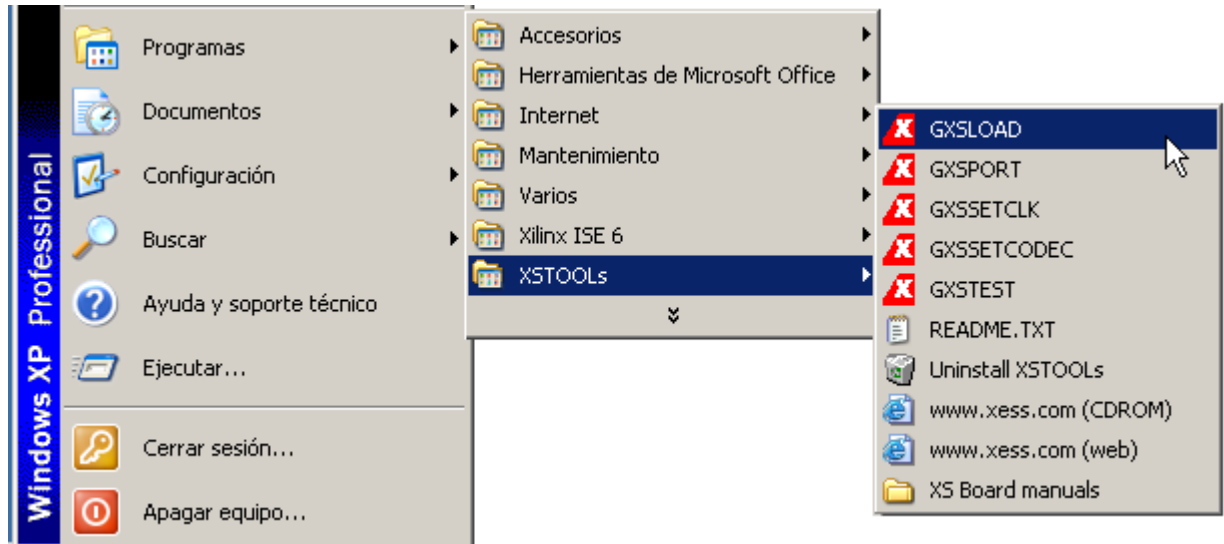 Windows XP Professional
Programas
Documentos
Configuración
Buscar
Ayuda y soporte técnico
Ejecutar...
Cerrar sesión...
Apagar equipo...
Accesorios
Herramientas de Microsoft Office
Internet
Mantenimiento
Varios
Xilinx ISE 6
XSTOOLs
GXSLOAD
GXSPORT
GXSSETCLK
GXSSETCODEC
GXSTEST
README.TXT
Uninstall XSTOOLs
www.xess.com (CDROM)
www.xess.com (web)
XS Board manuals